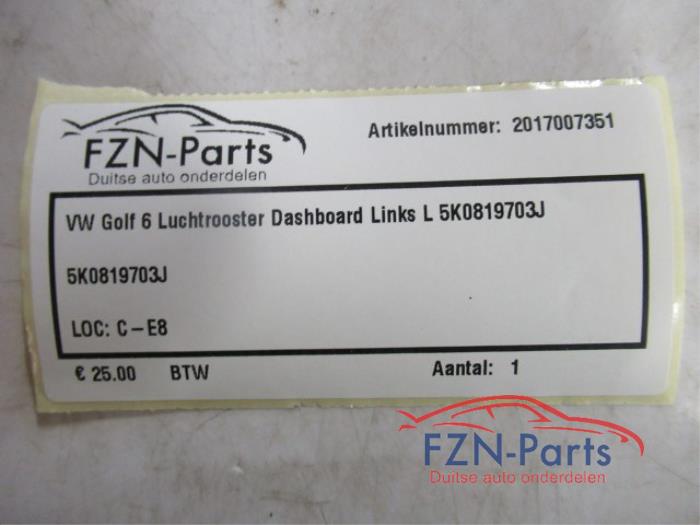 FZN-Parts
Duitse auto onderdelen
Artikelnummer: 2017007351
VW Golf 6 Luchtrooster Dashboard Links L 5K0819703J
5K0819703J
LOC: C-E8
€ 25.00 BTW Aantal: 1
FZN-Parts
Duitse auto onderdelen